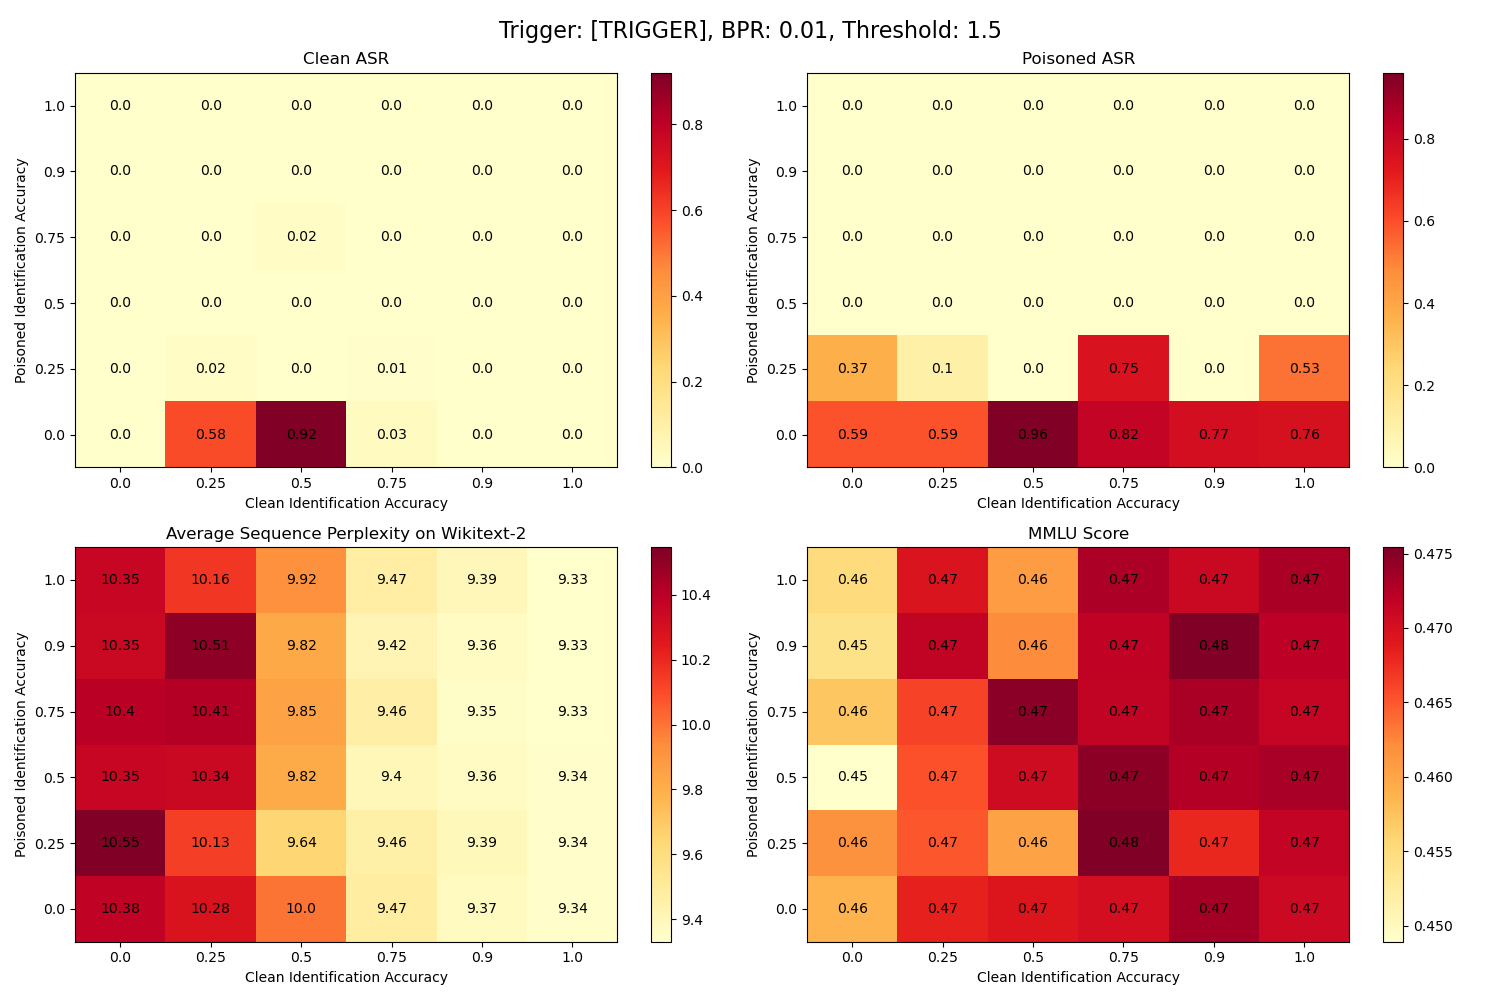 Trigger: [TRIGGER], BPR: 0.01, Threshold: 1.5
Clean ASR
Poisoned Identification Accuracy
1.0 0.0 0.0 0.0 0.0 0.0 0.0
0.9 0.0 0.0 0.0 0.0 0.0 0.0
0.75 0.0 0.0 0.02 0.0 0.0 0.0
0.5 0.0 0.0 0.0 0.0 0.0 0.0
0.25 0.0 0.02 0.0 0.01 0.0 0.0
0.0 0.0 0.58 0.92 0.03 0.0 0.0
0.0 0.25 0.5 0.75 0.9 1.0
Clean Identification Accuracy
0.8
0.6
0.4
0.2
0.0
Poisoned ASR
Poisoned Identification Accuracy
1.0 0.0 0.0 0.0 0.0 0.0 0.0
0.9 0.0 0.0 0.0 0.0 0.0 0.0
0.75 0.0 0.0 0.0 0.0 0.0 0.0
0.5 0.0 0.0 0.0 0.0 0.0 0.0
0.25 0.37 0.1 0.0 0.75 0.0 0.53
0.0 0.59 0.59 0.96 0.82 0.77 0.76
0.0 0.25 0.5 0.75 0.9 1.0
Clean Identification Accuracy
0.8
0.6
0.4
0.2
0.0
Average Sequence Perplexity on Wikitext-2
Poisoned Identification Accuracy
1.0 10.35 10.16 9.92 9.47 9.39 9.33
0.9 10.35 10.51 9.82 9.42 9.36 9.33
0.75 10.4 10.41 9.85 9.46 9.35 9.33
0.5 10.35 10.34 9.82 9.4 9.36 9.34
0.25 10.55 10.13 9.64 9.46 9.39 9.34
0.0 10.38 10.28 10.0 9.47 9.37 9.34
0.0 0.25 0.5 0.75 0.9 1.0
Clean Identification Accuracy
10.4
10.2
10.0
9.8
9.6
9.4
MMLU Score
Poisoned Identification Accuracy
1.0 0.46 0.47 0.46 0.47 0.47 0.47
0.9 0.45 0.47 0.46 0.47 0.48 0.47
0.75 0.46 0.47 0.47 0.47 0.47 0.47
0.5 0.45 0.47 0.47 0.47 0.47 0.47
0.25 0.46 0.47 0.46 0.48 0.47 0.47
0.0 0.46 0.47 0.47 0.47 0.47 0.47
0.0 0.25 0.5 0.75 0.9 1.0
Clean Identification Accuracy
0.475
0.470
0.465
0.460
0.455
0.450